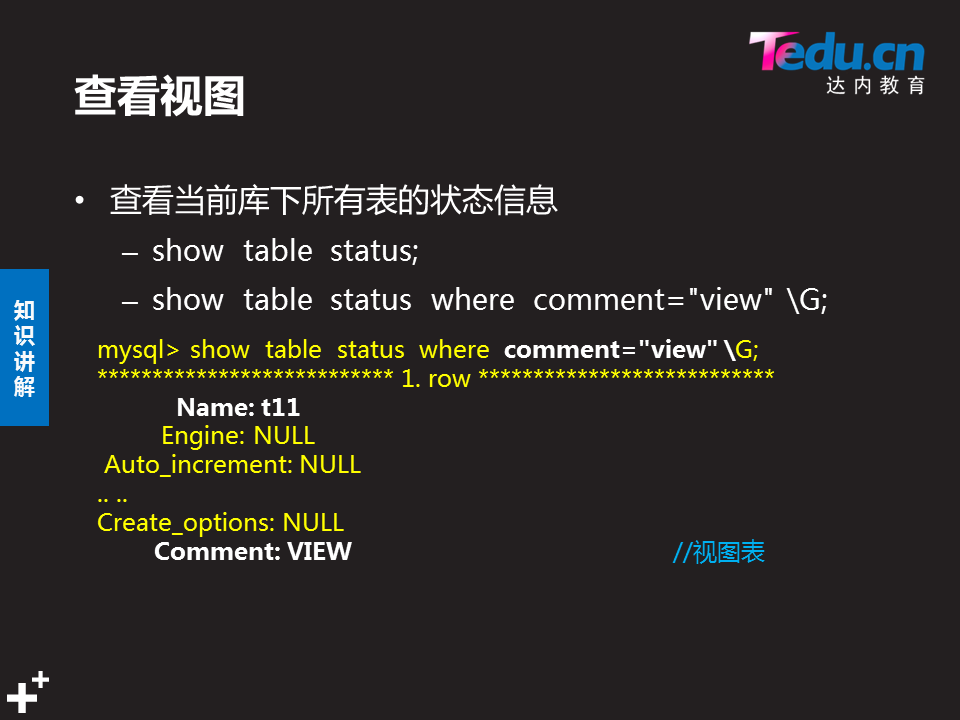 Tedu.cn
达内教育
查看视图
• 查看当前库下所有表的状态信息
– show table status;
– show table status where comment="view" \G;
知识讲解
mysql> show table status where comment="view" \G;
*************************** 1. row ***************************
Name: t11
Engine: NULL
Auto_increment: NULL
.. ..
Create_options: NULL
Comment: VIEW //视图表